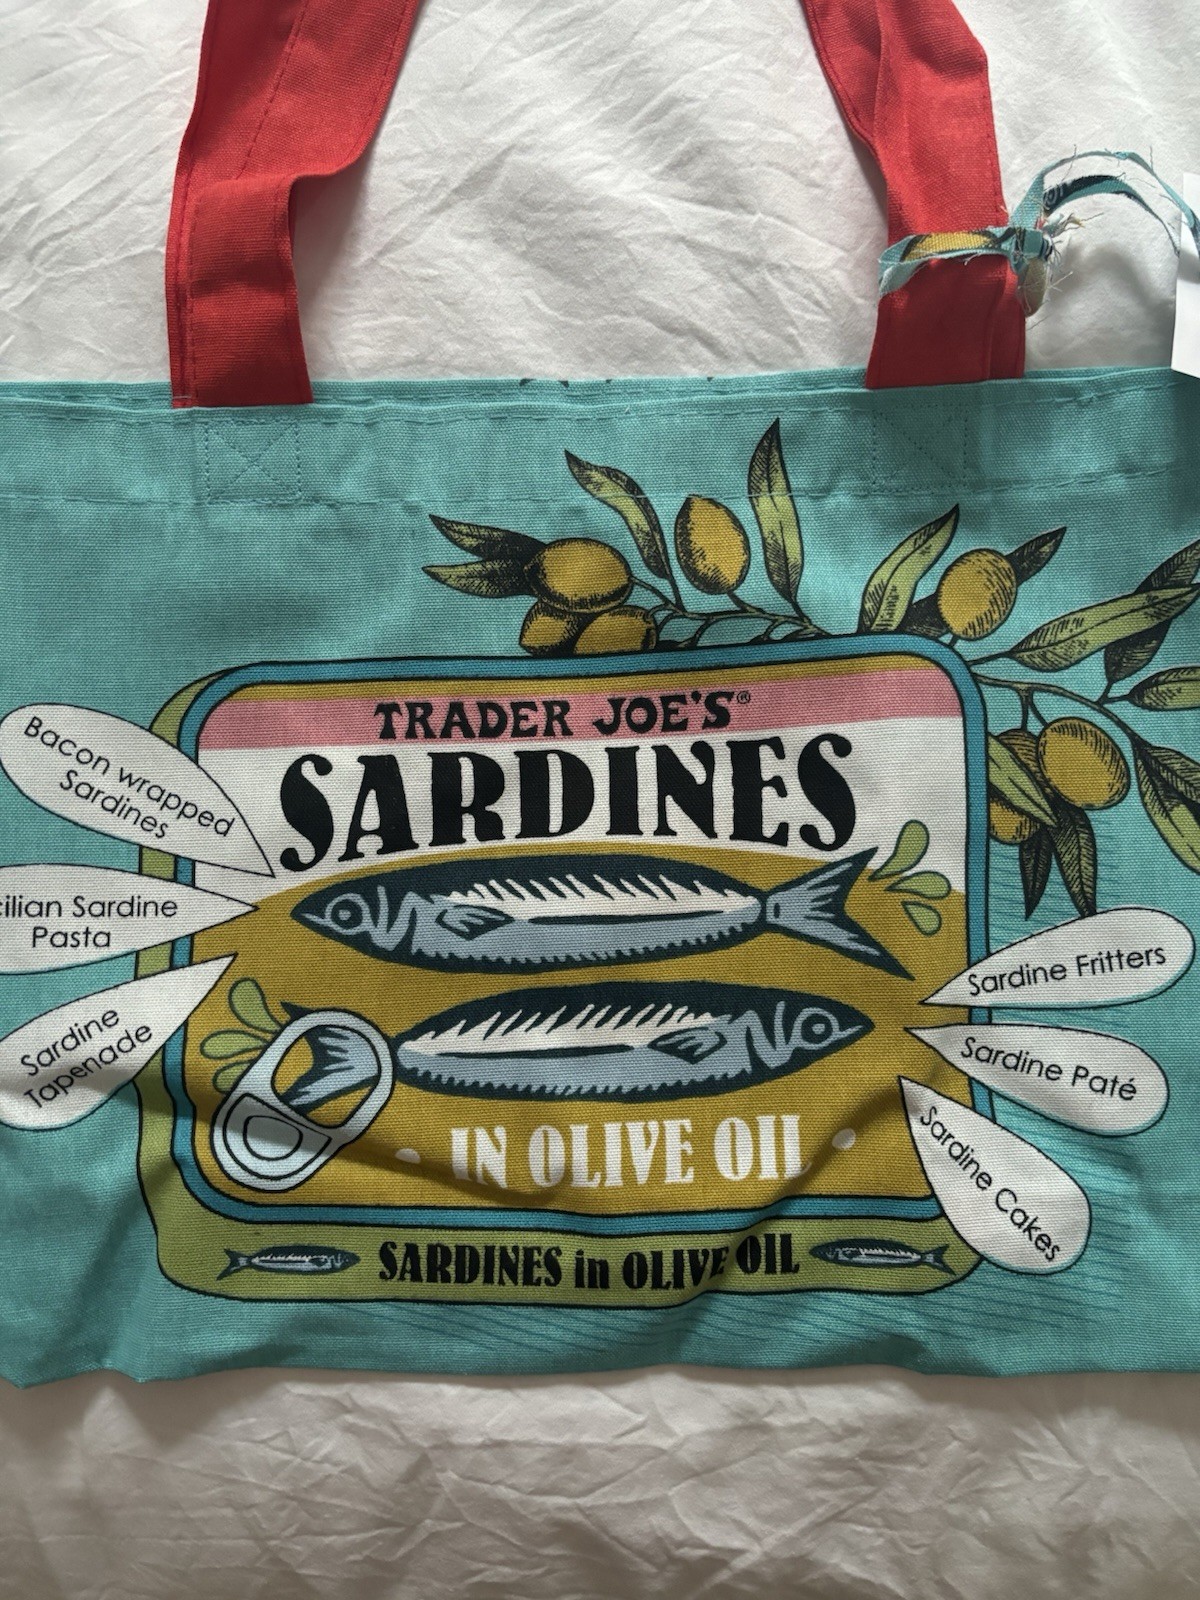 TRADER JOE'S®
SARDINES
IN OLIVE OIL
SARDINES in OLIVE OIL
Bacon wrapped
Sardines
Sardine
Pasta
Sardine
Tapenade
Sardine Fritters
Sardine Paté
Sardine Cakes